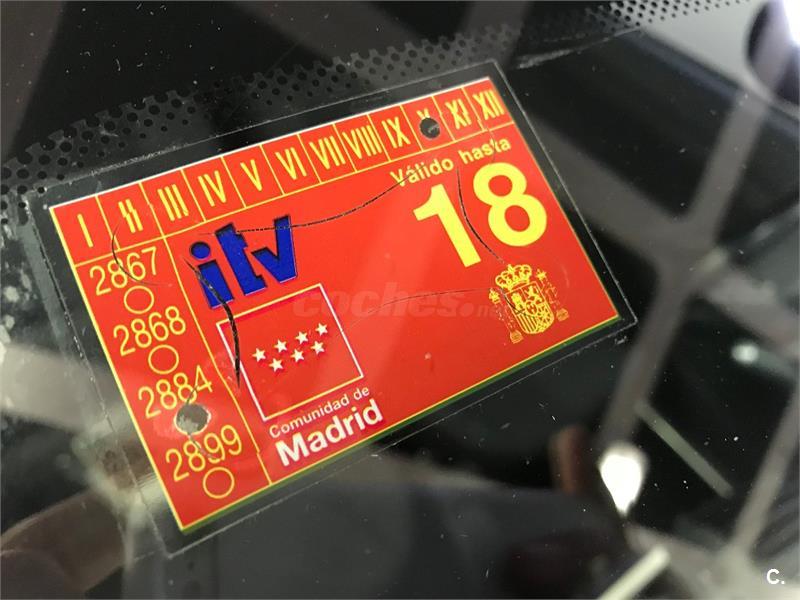 I II III IV V VI VII VIII IX X XI XII
Válido hasta
18
itv
2867
2868
2884
2899
coches.net
Comunidad de
Madrid
C.